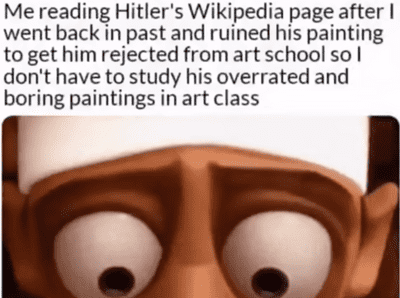 Me reading Hitler's Wikipedia page after I
went back in past and ruined his painting
to get him rejected from art school so I
don't have to study his overrated and
boring paintings in art class